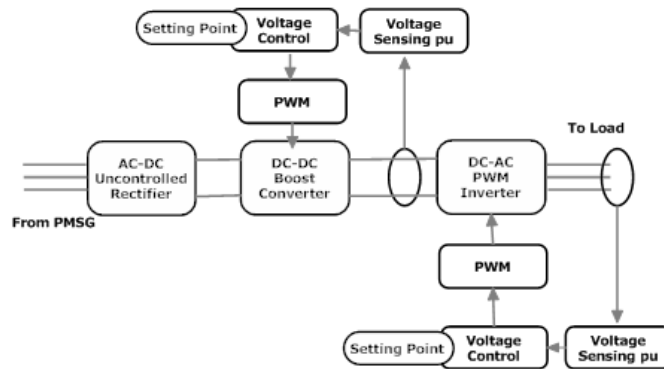 Setting Point
Voltage
Control
Voltage
Sensing pu
PWM
To Load
AC-DC
Uncontrolled
Rectifier
DC-DC
Boost
Converter
DC-AC
PWM
Inverter
From PMSG
PWM
Setting Point
Voltage
Control
Voltage
Sensing pu